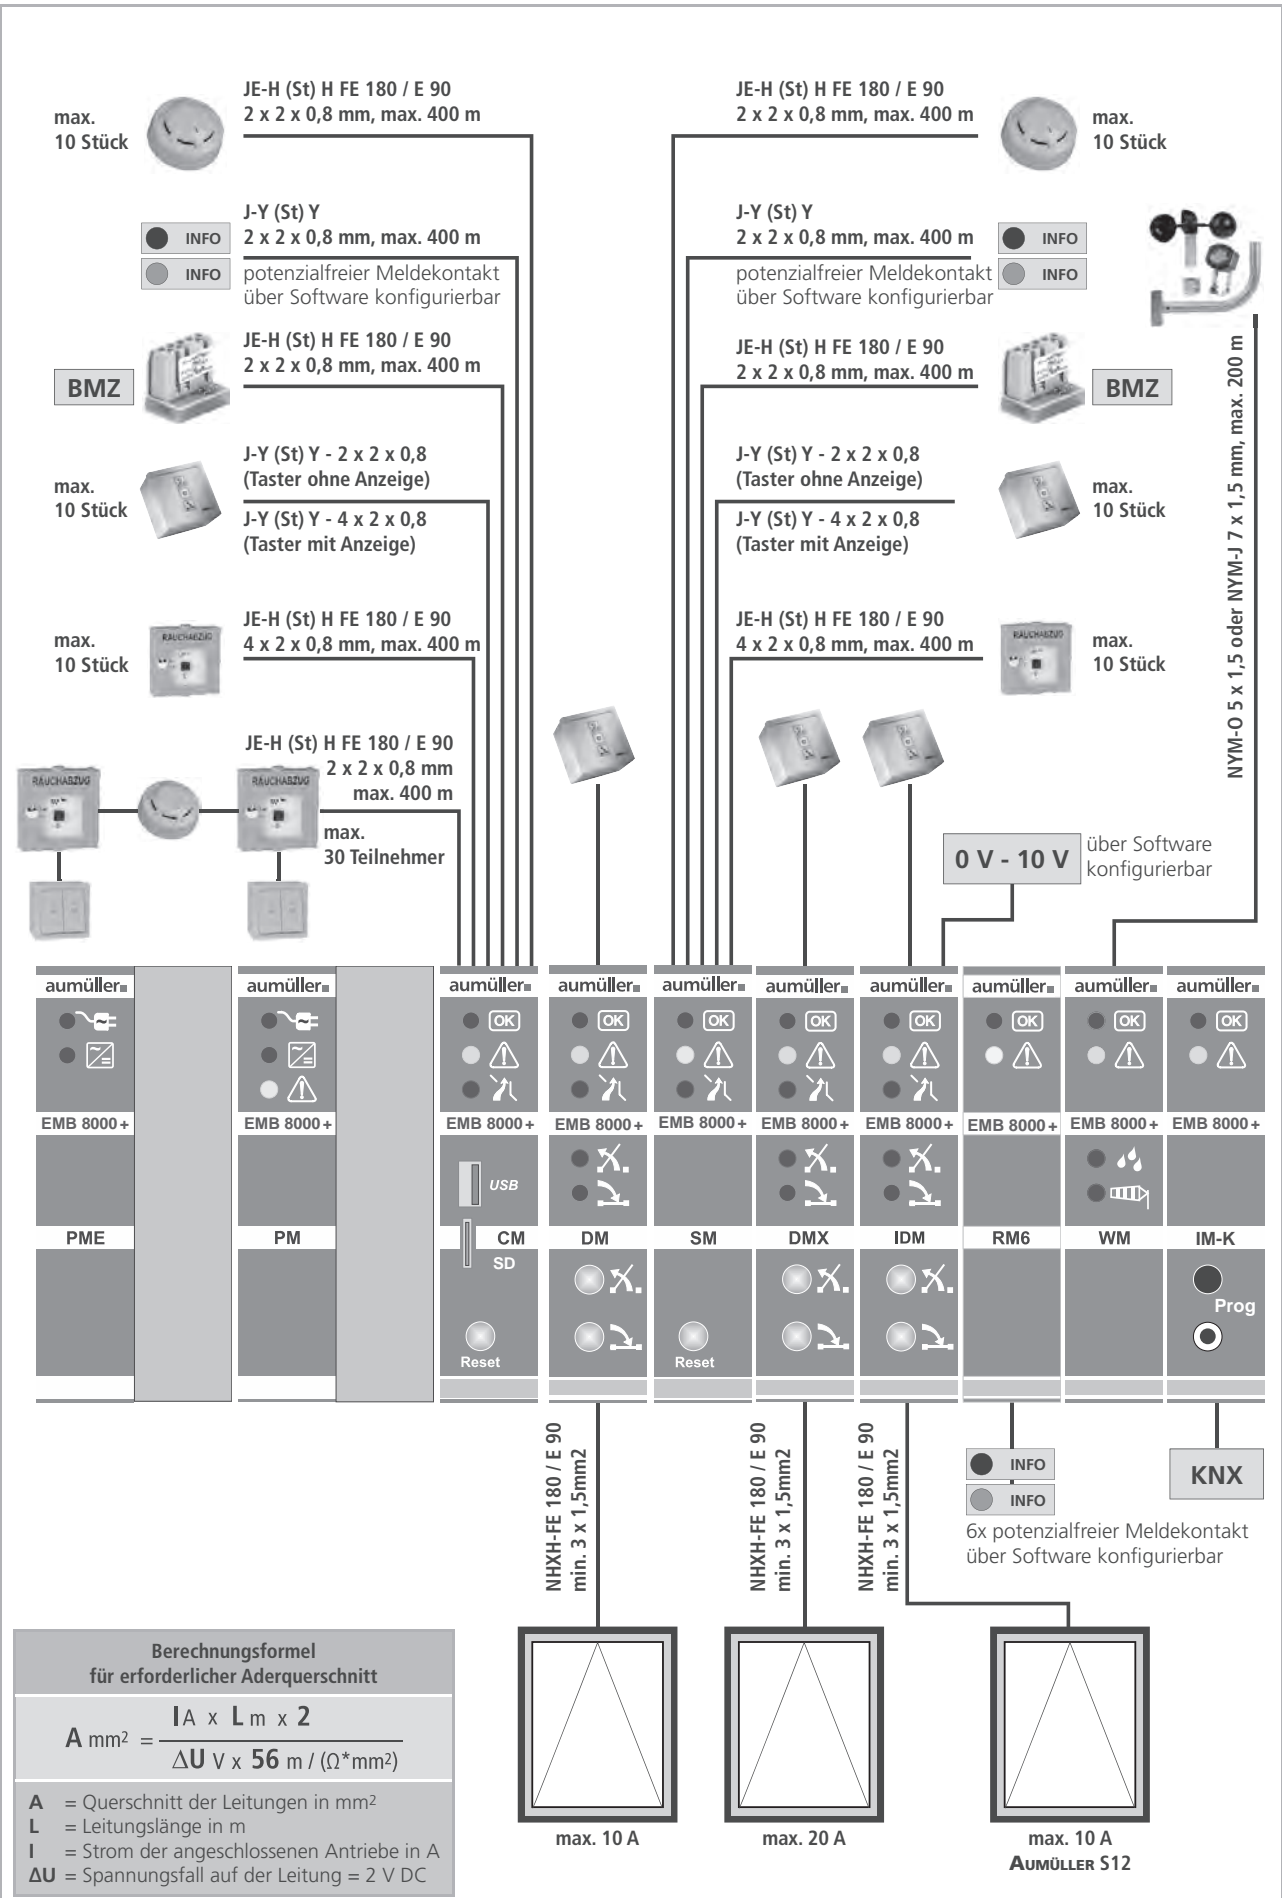 JE-H (St) H FE 180 / E 90
2 x 2 x 0,8 mm, max. 400 m
max.
10 Stück
J-Y (St) Y
2 x 2 x 0,8 mm, max. 400 m
INFO
INFO
potenzialfreier Meldekontakt
über Software konfigurierbar
JE-H (St) H FE 180 / E 90
2 x 2 x 0,8 mm, max. 400 m
BMZ
J-Y (St) Y - 2 x 2 x 0,8
(Taster ohne Anzeige)
max.
10 Stück
J-Y (St) Y - 4 x 2 x 0,8
(Taster mit Anzeige)
JE-H (St) H FE 180 / E 90
4 x 2 x 0,8 mm, max. 400 m
max.
10 Stück
RAUCHABZUG
JE-H (St) H FE 180 / E 90
2 x 2 x 0,8 mm
max. 400 m
RAUCHABZUG
RAUCHABZUG
max.
30 Teilnehmer
JE-H (St) H FE 180 / E 90
2 x 2 x 0,8 mm, max. 400 m
max.
10 Stück
J-Y (St) Y
2 x 2 x 0,8 mm, max. 400 m
INFO
INFO
potenzialfreier Meldekontakt
über Software konfigurierbar
JE-H (St) H FE 180 / E 90
2 x 2 x 0,8 mm, max. 400 m
BMZ
J-Y (St) Y - 2 x 2 x 0,8
(Taster ohne Anzeige)
max.
10 Stück
J-Y (St) Y - 4 x 2 x 0,8
(Taster mit Anzeige)
JE-H (St) H FE 180 / E 90
4 x 2 x 0,8 mm, max. 400 m
max.
10 Stück
RAUCHABZUG
NYM-O 5 x 1,5 oder NYM-J 7 x 1,5 mm, max. 200 m
0 V - 10 V
über Software
konfigurierbar
aumüller aumüller aumüller aumüller aumüller aumüller aumüller aumüller aumüller aumüller
OK OK OK OK OK OK OK OK
EMB 8000+ EMB 8000+ EMB 8000+ EMB 8000+ EMB 8000+ EMB 8000+ EMB 8000+ EMB 8000+ EMB 8000+ EMB 8000+
USB
PME PM CM DM SM DMX IDM RM6 WM IM-K
SD
Prog
Reset Reset
NHXH-FE 180 / E 90
min. 3 x 1,5mm2
NHXH-FE 180 / E 90
min. 3 x 1,5mm2
NHXH-FE 180 / E 90
min. 3 x 1,5mm2
INFO
INFO
KNX
6x potenzialfreier Meldekontakt
über Software konfigurierbar
max. 10 A
max. 20 A
max. 10 A
AUMÜLLER S12
Berechnungsformel
für erforderlicher Aderquerschnitt
A mm² = I A x L m x 2
ΔU V x 56 m / (Ω*mm²)
A = Querschnitt der Leitungen in mm²
L = Leitungslänge in m
I = Strom der angeschlossenen Antriebe in A
ΔU = Spannungsfall auf der Leitung = 2 V DC